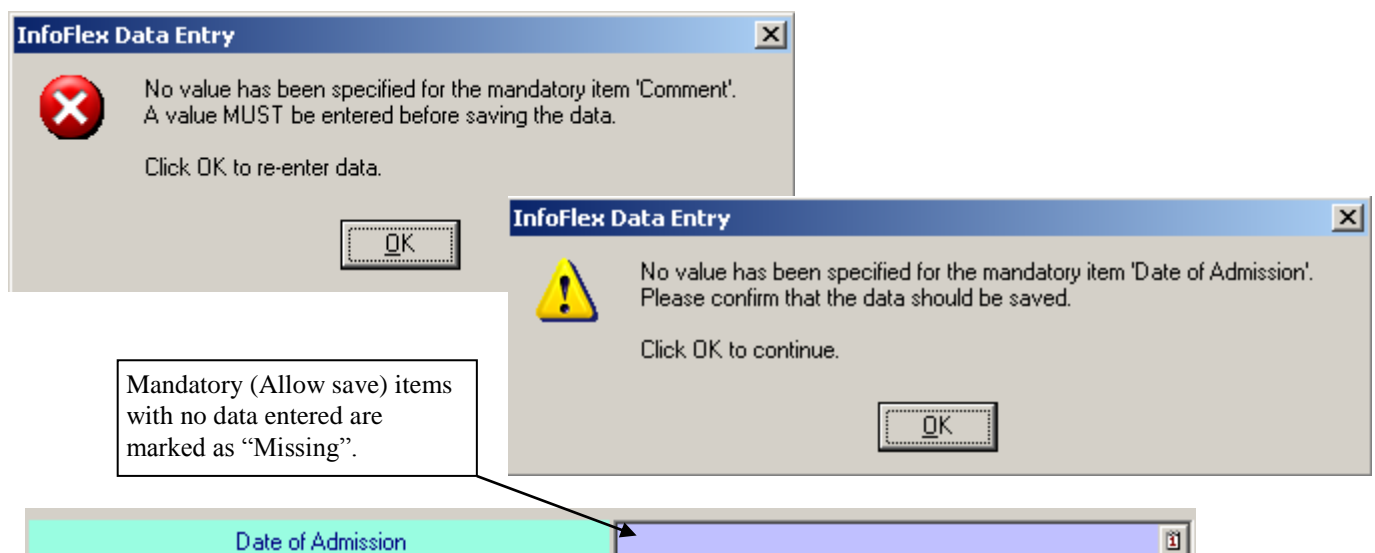 InfoFlex Data Entry
No value has been specified for the mandatory item 'Comment'.
A value MUST be entered before saving the data.
Click OK to re-enter data.
OK
InfoFlex Data Entry
No value has been specified for the mandatory item 'Date of Admission'.
Please confirm that the data should be saved.
Click OK to continue.
OK
Mandatory (Allow save) items
with no data entered are
marked as “Missing”.
Date of Admission